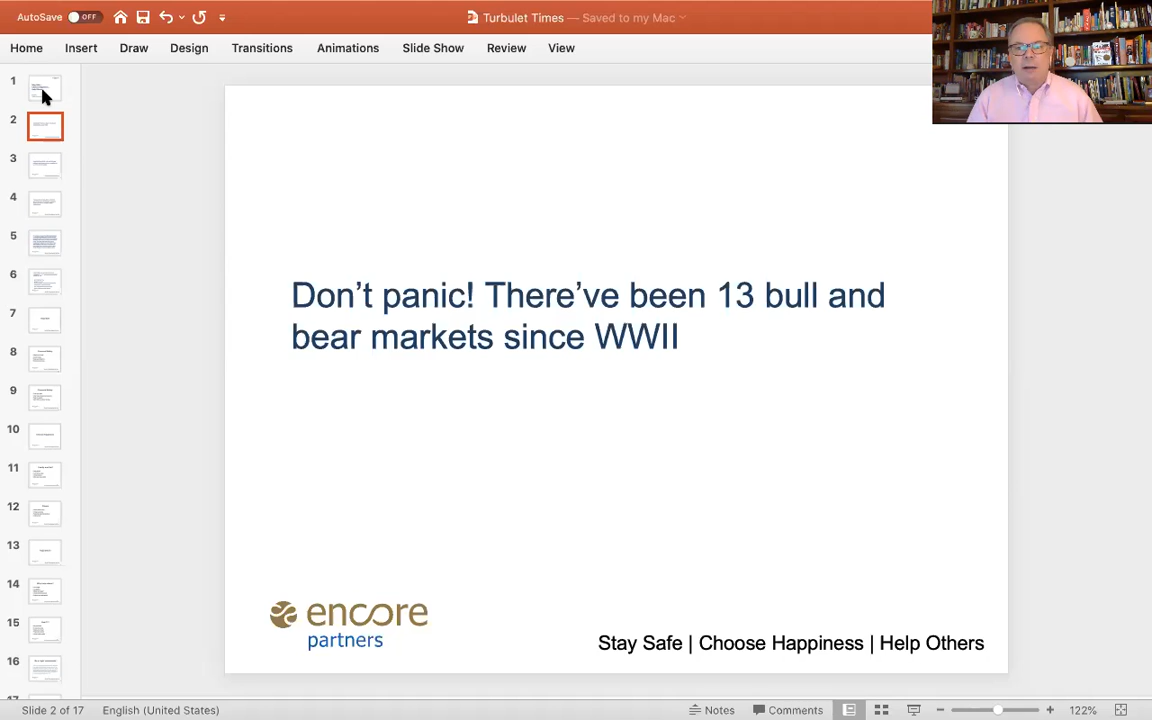 AutoSave OFF
Turbulet Times — Saved to my Mac
Home Insert Draw Design Transitions Animations Slide Show Review View
1
2
3
4
5
6
7
8
9
10
11
12
13
14
15
16
17
Don't panic! There've been 13 bull and
bear markets since WWII
encore
partners
Stay Safe | Choose Happiness | Help Others
Slide 2 of 17 English (United States) Notes Comments 122%